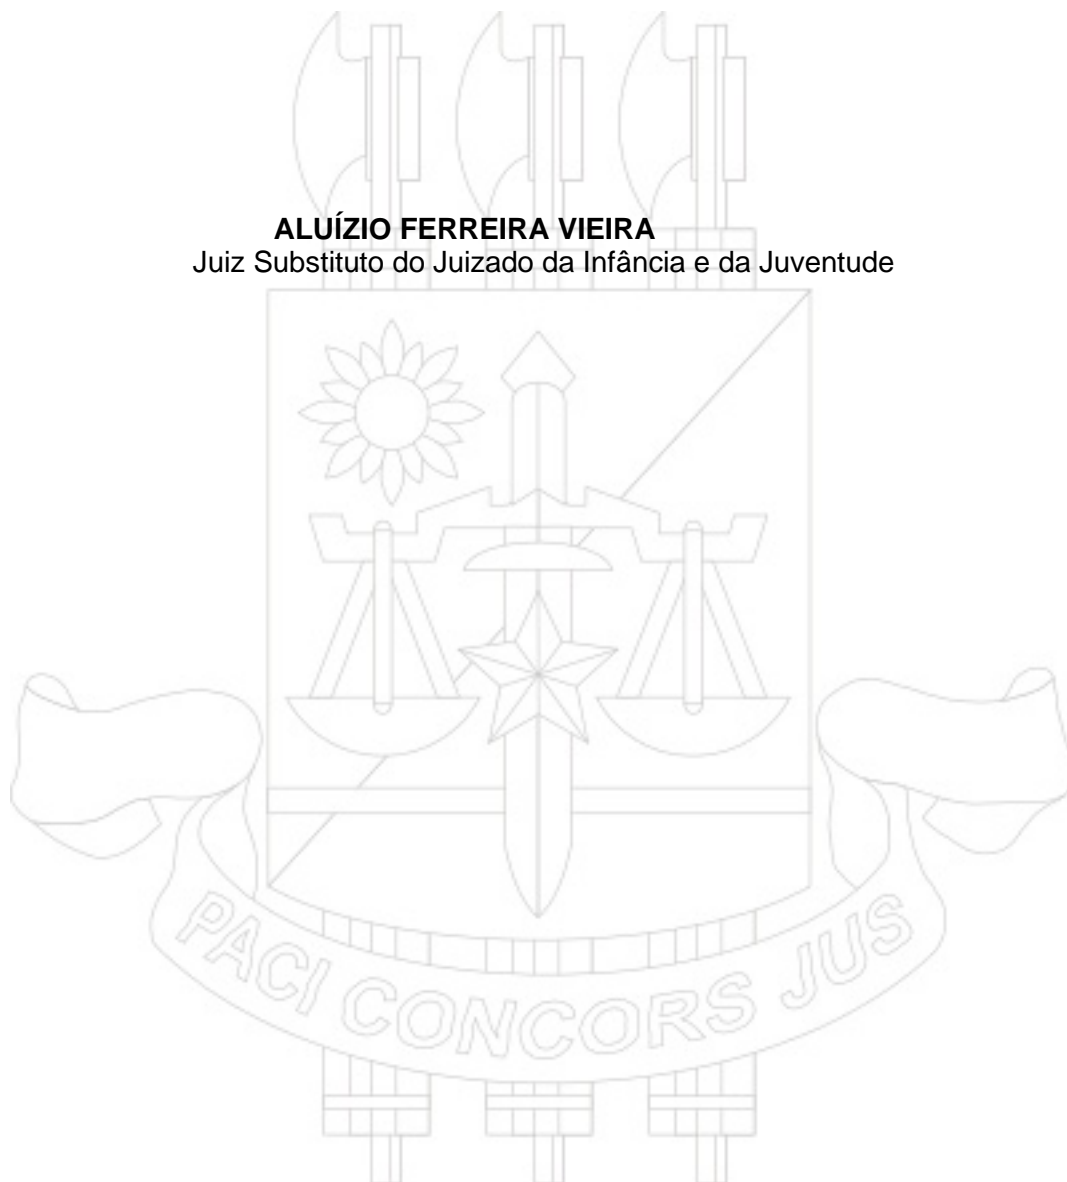 ALUÍZIO FERREIRA VIEIRA
Juiz Substituto do Juizado da Infância e da Juventude
PACI CONCORS JUS